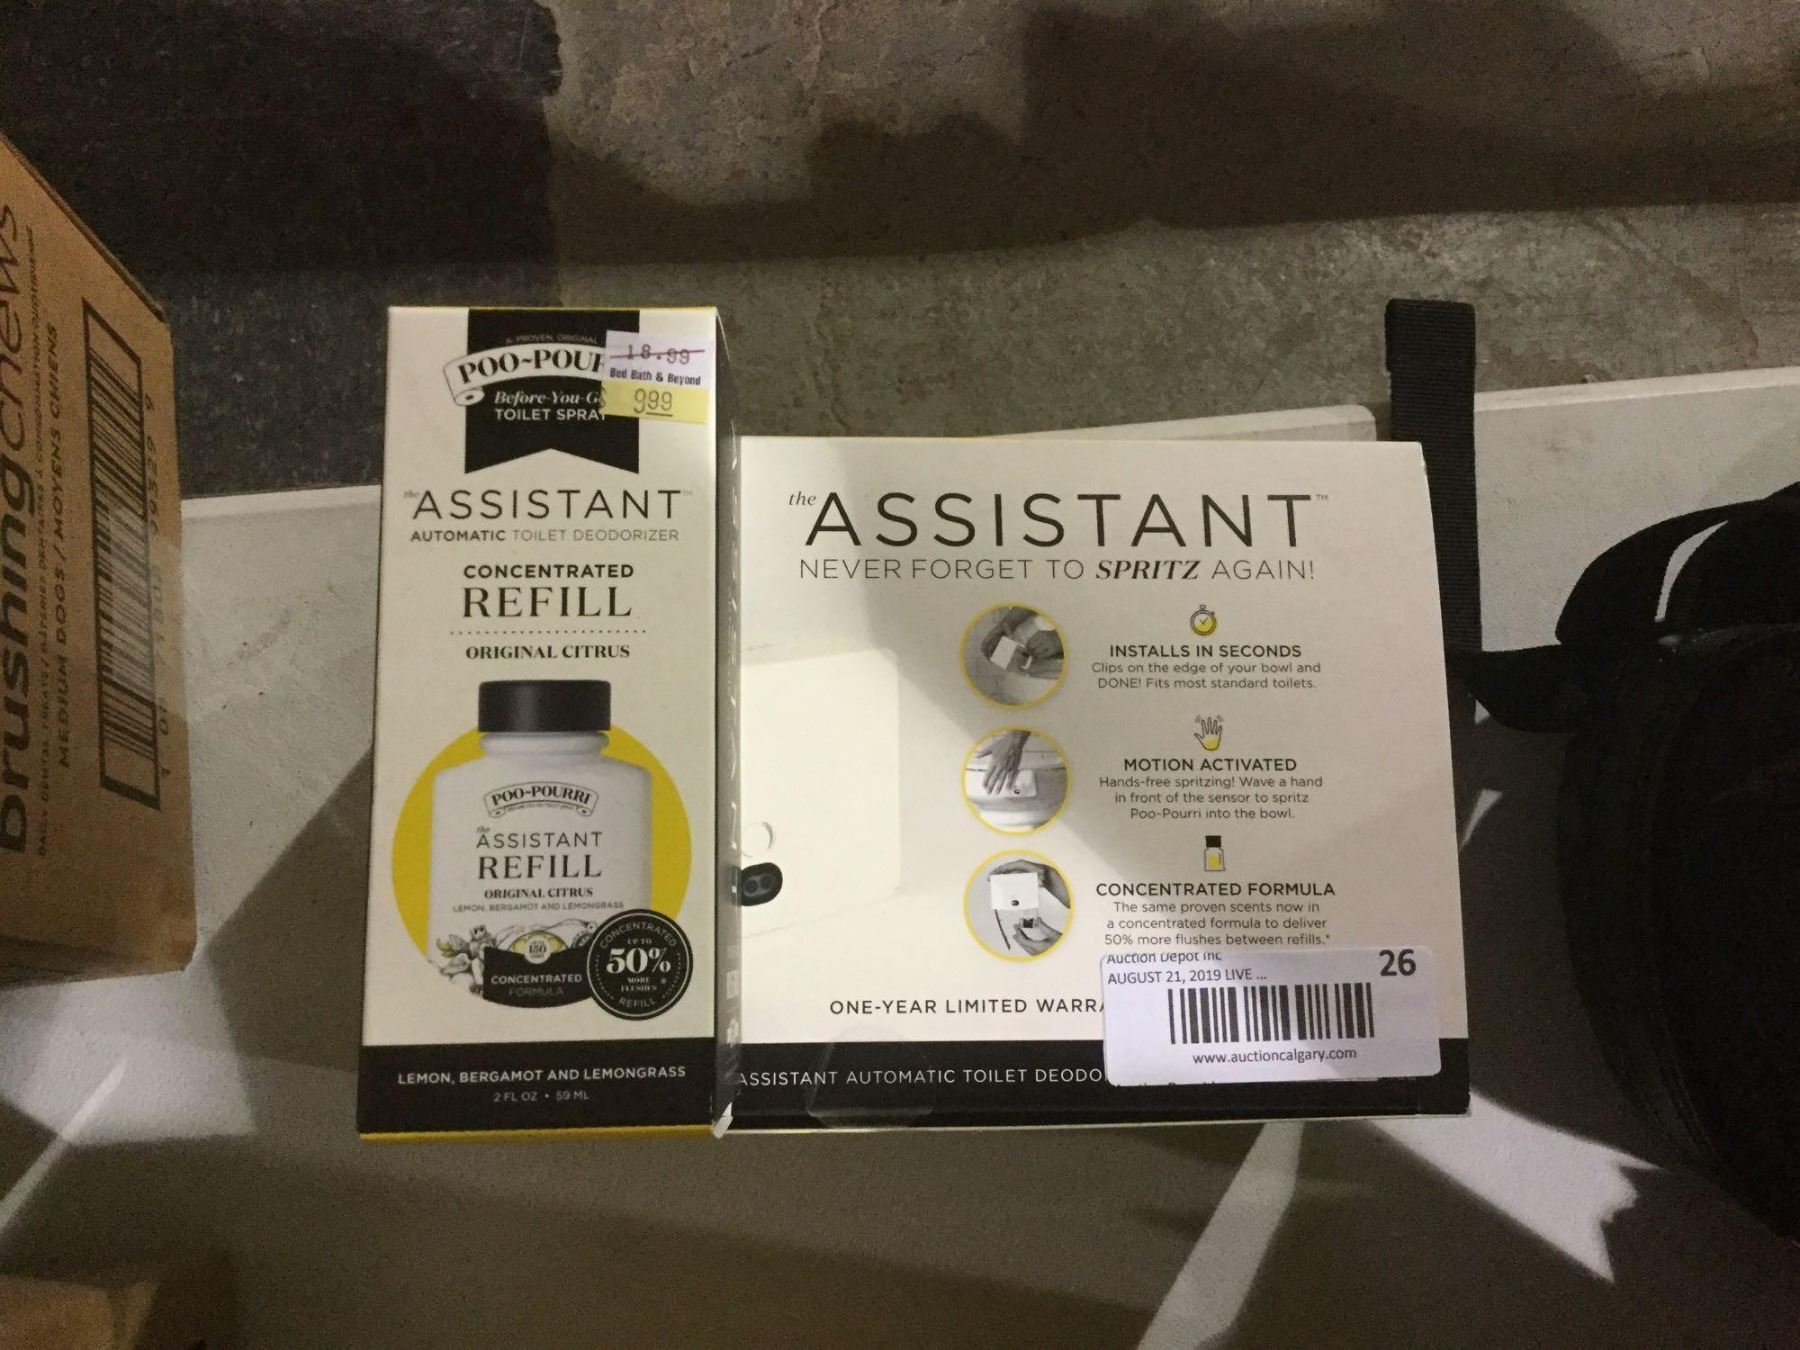 brushing chews
MEDIUM DOGS / MOYENS CHIENS
PROVEN, ORIGINAL
POO~POUR
Before-You-Go
TOILET SPRAY
18.99
Bed Bath & Beyond
999
the ASSISTANT™
AUTOMATIC TOILET DEODORIZER
CONCENTRATED
REFILL
ORIGINAL CITRUS
POO~POURRI
the
ASSISTANT
REFILL
ORIGINAL CITRUS
LEMON, BERGAMOT AND LEMONGRASS
CONCENTRATED
FORMULA
CONCENTRATED
UP TO
50%
MORE
FLUSHES
REFILL
LEMON, BERGAMOT AND LEMONGRASS
2 FL OZ • 59 ML
the ASSISTANT™
NEVER FORGET TO SPRITZ AGAIN!
INSTALLS IN SECONDS
Clips on the edge of your bowl and
DONE! Fits most standard toilets.
MOTION ACTIVATED
Hands-free spritzing! Wave a hand
in front of the sensor to spritz
Poo-Pourri into the bowl.
CONCENTRATED FORMULA
The same proven scents now in
a concentrated formula to deliver
50% more flushes between refills.*
ONE-YEAR LIMITED WARRA
ASSISTANT AUTOMATIC TOILET DEODO
Auction Depot Inc
26
AUGUST 21, 2019 LIVE ...
www.auctioncalgary.com